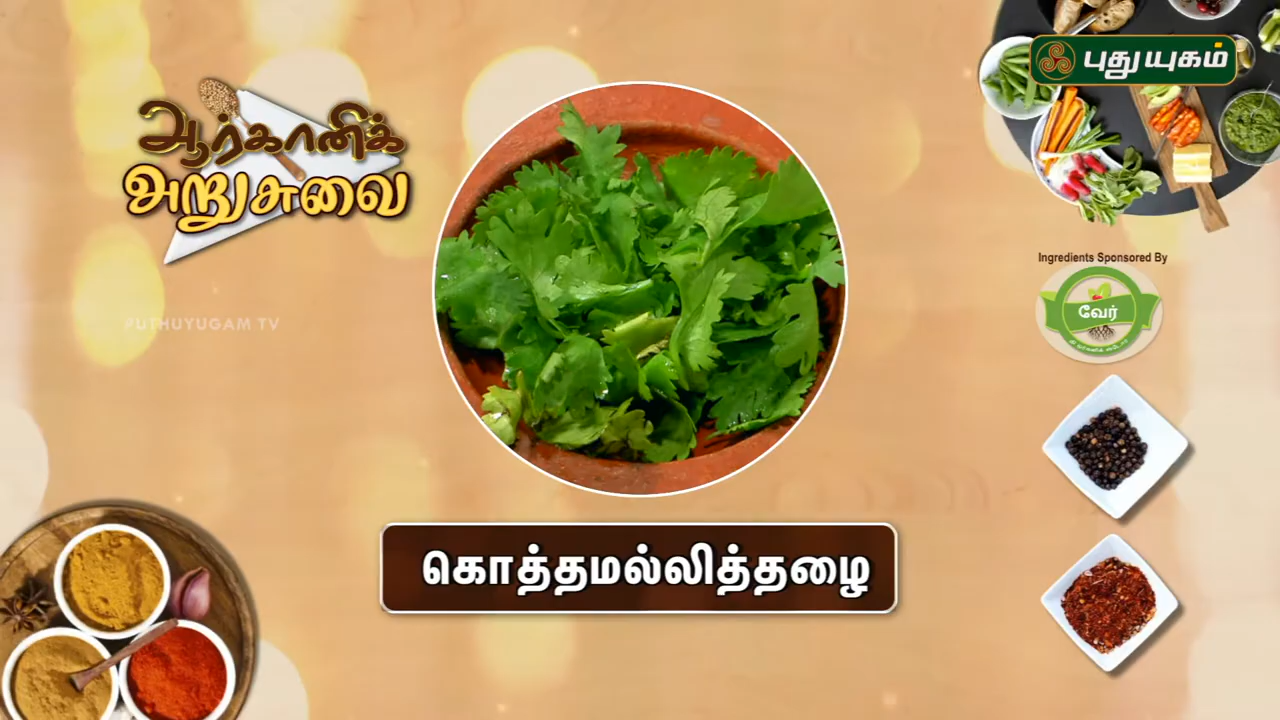 புதுயுகம்
ஆர்கானிக்
அறுசுவை
PUTHUYUGAM TV
Ingredients Sponsored By
வேர்
கொத்தமல்லித்தழை